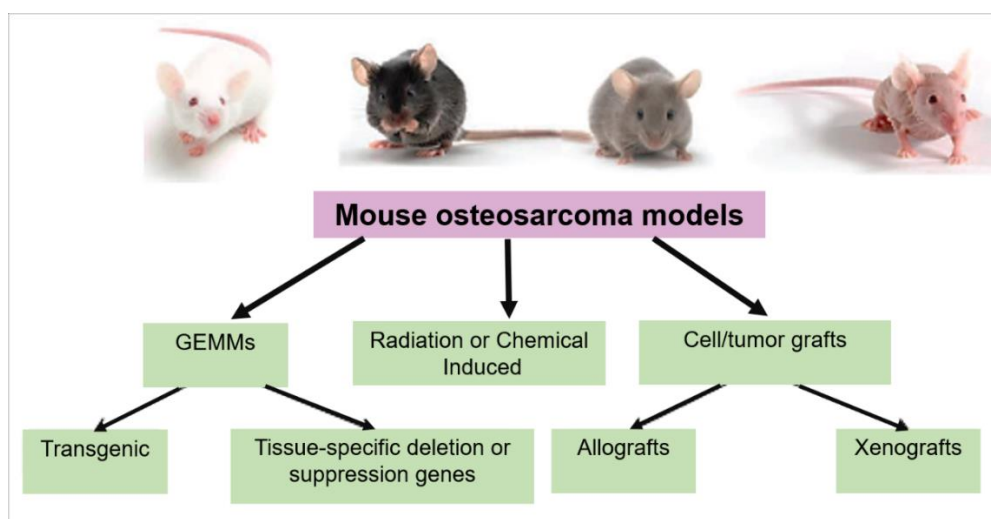 Mouse osteosarcoma models
GEMMs
Radiation or Chemical
Induced
Cell/tumor grafts
Transgenic
Tissue-specific deletion or
suppression genes
Allografts
Xenografts